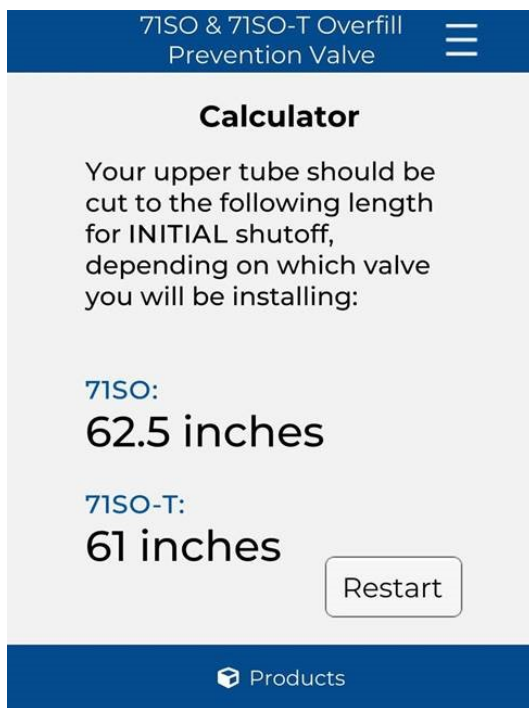 71SO & 71SO-T Overfill
Prevention Valve
Calculator
Your upper tube should be
cut to the following length
for INITIAL shutoff,
depending on which valve
you will be installing:
71SO:
62.5 inches
71SO-T:
61 inches
Restart
Products